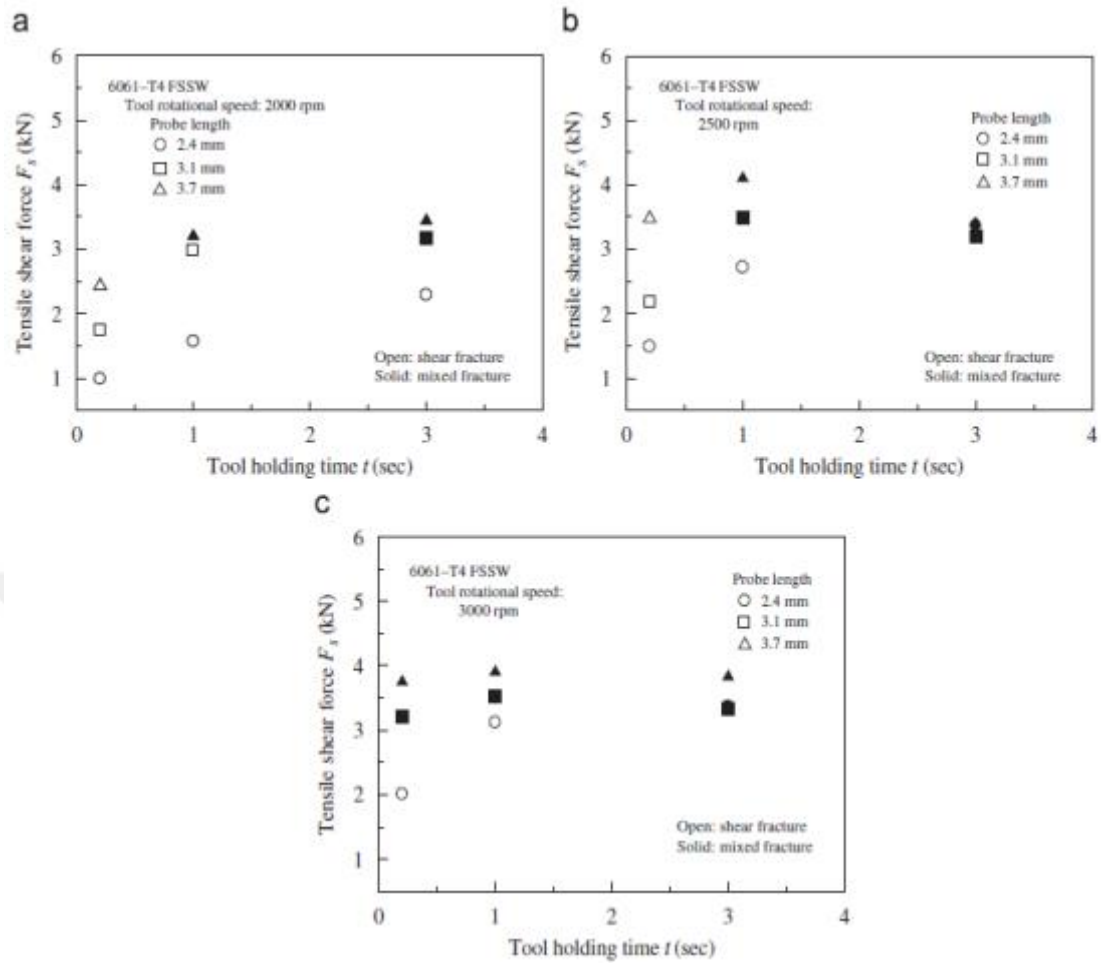 a
6
5
4
3
2
1
0
1
2
3
4
Tensile shear force Fs (kN)
Tool holding time t (sec)
6061–T4 FSSW
Tool rotational speed: 2000 rpm
Probe length
2.4 mm
3.1 mm
3.7 mm
Open: shear fracture
Solid: mixed fracture
b
6
5
4
3
2
1
0
1
2
3
4
Tensile shear force Fs (kN)
Tool holding time t (sec)
6061–T4 FSSW
Tool rotational speed:
2500 rpm
Probe length
2.4 mm
3.1 mm
3.7 mm
Open: shear fracture
Solid: mixed fracture
c
6
5
4
3
2
1
0
1
2
3
4
Tensile shear force Fs (kN)
Tool holding time t (sec)
6061–T4 FSSW
Tool rotational speed:
3000 rpm
Probe length
2.4 mm
3.1 mm
3.7 mm
Open: shear fracture
Solid: mixed fracture